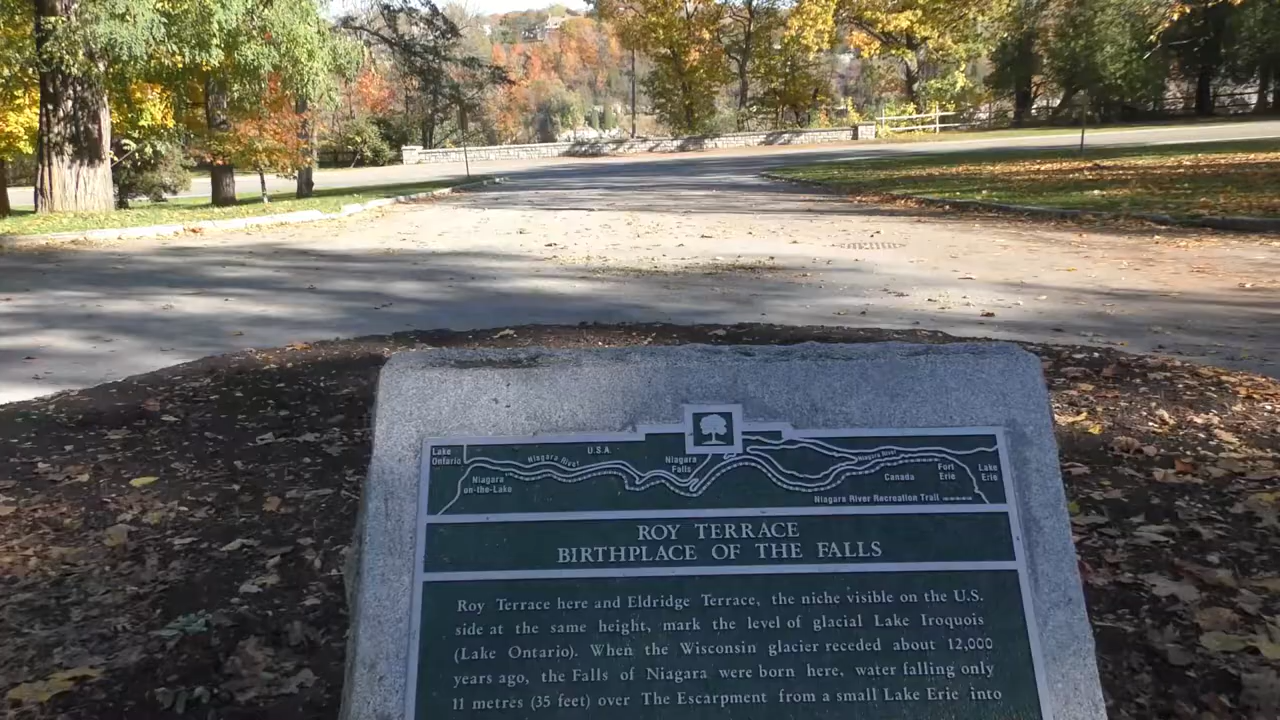 Lake
Ontario
Niagara River
U.S.A.
Niagara
on-the-Lake
Niagara
Falls
Niagara River
Canada
Fort
Erie
Lake
Erie
Niagara River Recreation Trail
ROY TERRACE
BIRTHPLACE OF THE FALLS
Roy Terrace here and Eldridge Terrace, the niche visible on the U.S.
side at the same height, mark the level of glacial Lake Iroquois
(Lake Ontario). When the Wisconsin glacier receded about 12,000
years ago, the Falls of Niagara were born here, water falling only
11 metres (35 feet) over The Escarpment from a small Lake Erie into